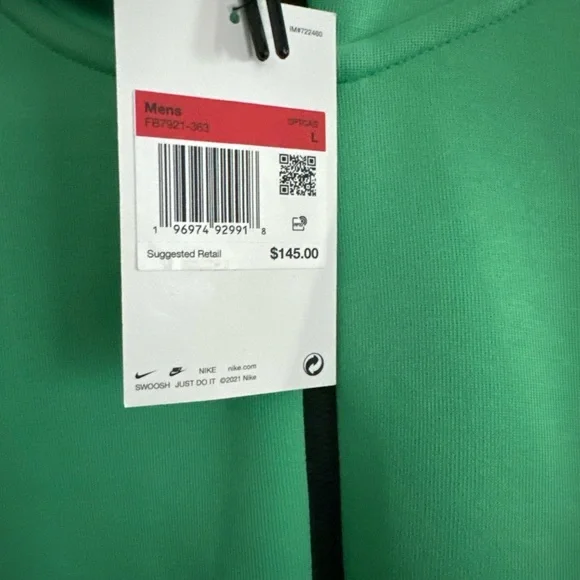 IM#722460
Mens
FB7921-363
L
1 96974 92991 8
Suggested Retail $145.00
NIKE nike.com
SWOOSH JUST DO IT ©2021 Nike